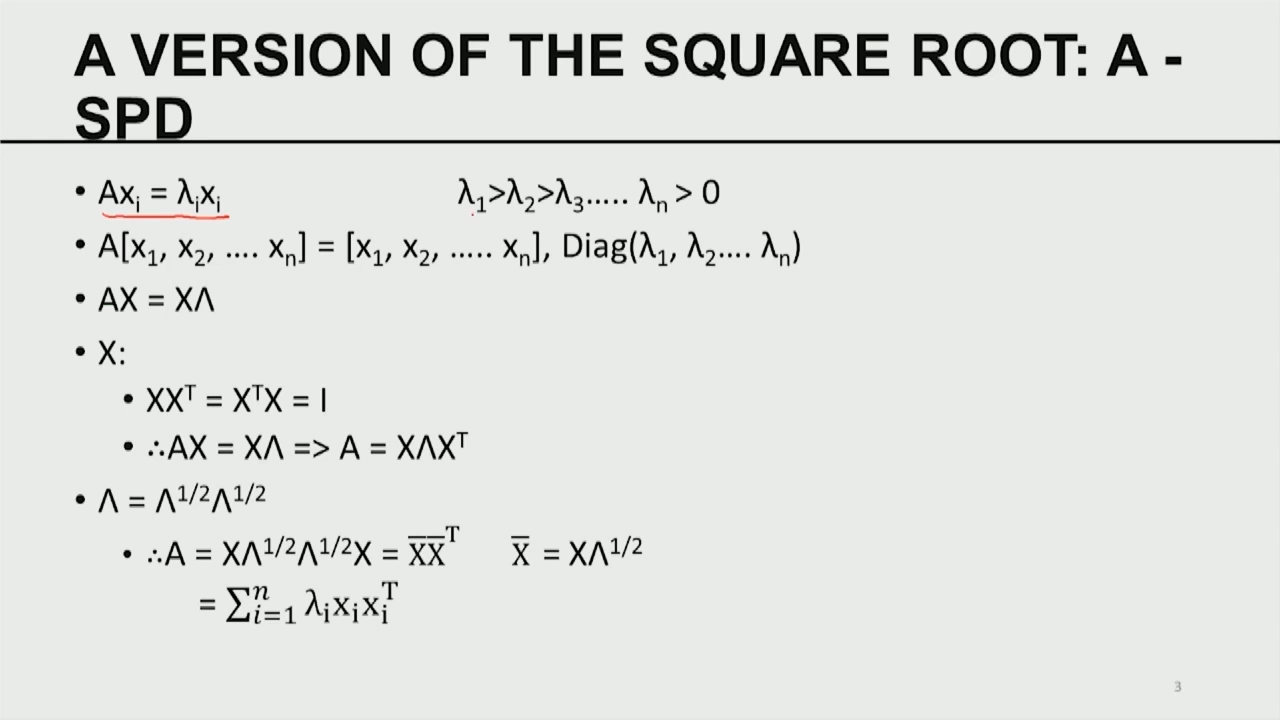 A VERSION OF THE SQUARE ROOT: A -
SPD
• Axᵢ = λᵢxᵢ λ₁>λ₂>λ₃..... λₙ > 0
• A[x₁, x₂, .... xₙ] = [x₁, x₂, ..... xₙ], Diag(λ₁, λ₂.... λₙ)
• AX = XΛ
• X:
• XXᵀ = XᵀX = I
• ∴AX = XΛ => A = XΛXᵀ
• Λ = Λ¹ᐟ²Λ¹ᐟ²
• ∴A = XΛ¹ᐟ²Λ¹ᐟ²X = X̅X̅ᵀ X̅ = XΛ¹ᐟ²
= ∑ⁿᵢ₌₁ λᵢxᵢxᵢᵀ
3